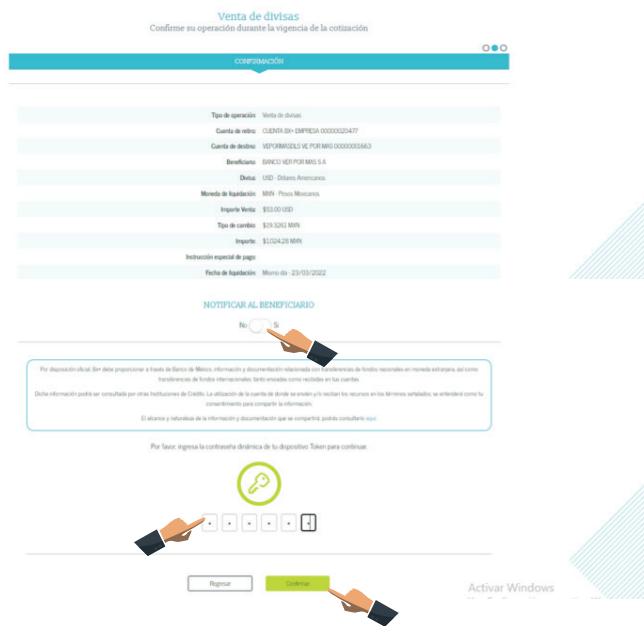 Venta de divisas
Confirme su operación durante la vigencia de la cotización
CONFIRMACIÓN
Tipo de operación: Venta de divisas
Cuenta de retiro: CUENTA BX+ EMPRESA 00000020477
Cuenta de destino: VEPORMASDLS VE POR MAS 00000001663
Beneficiario: BANCO VER POR MAS S A
Divisa: USD - Dólares Americanos
Moneda de liquidación: MXN - Pesos Mexicanos
Importe Venta: $53.00 USD
Tipo de cambio: $19.3261 MXN
Importe: $1,024.28 MXN
Instrucción especial de pago:
Fecha de liquidación: Mismo día - 23/03/2022
NOTIFICAR AL BENEFICIARIO
No Si
Por disposición oficial, Bx+ debe proporcionar a través de Banco de México, información y documentación relacionada con transferencias de fondos nacionales en moneda extranjera, así como
transferencias de fondos internacionales; tanto enviadas como recibidas en tus cuentas.
Dicha información podrá ser consultada por otras Instituciones de Crédito. La utilización de la cuenta de donde se envíen y/o reciban los recursos en los términos señalados, se entenderá como tu
consentimiento para compartir la información.
El alcance y naturaleza de la información y documentación que se compartirá, podrás consultarlo aquí
Por favor, ingresa la contraseña dinámica de tu dispositivo Token para continuar.
Regresar Confirmar
Activar Windows